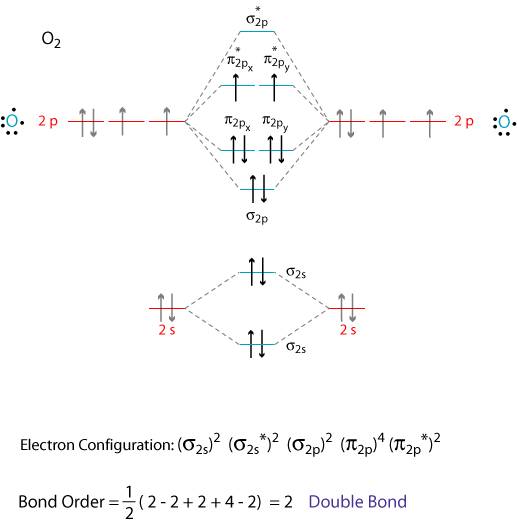 σ*2p
O2
π*2px π*2py
:O: 2 p 2 p :O:
π2px π2py
σ2p
σ2s
2 s 2 s
σ2s
Electron Configuration: (σ2s)2 (σ2s*)2 (σ2p)2 (π2p)4 (π2p*)2
Bond Order = 1/2 ( 2 - 2 + 2 + 4 - 2) = 2 Double Bond